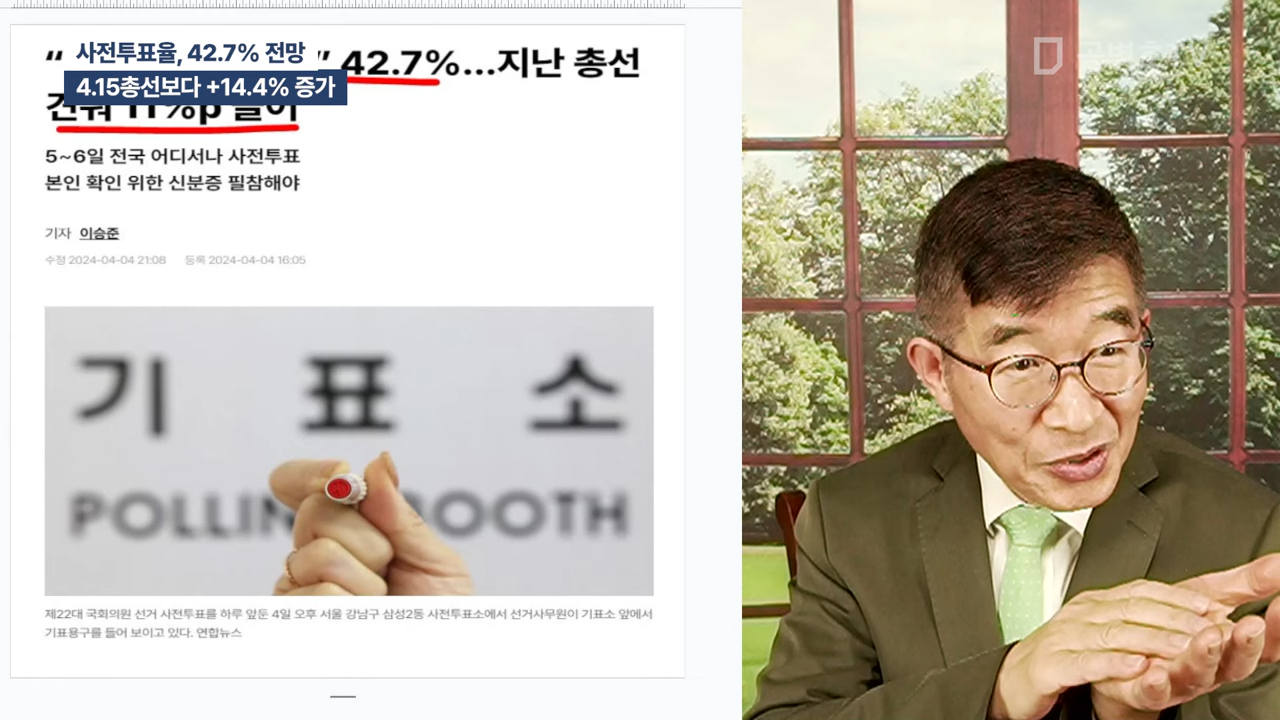 사전투표율, 42.7% 전망
4.15총선보다 +14.4% 증가
“ ” 42.7%…지난 총선
5~6일 전국 어디서나 사전투표
본인 확인 위한 신분증 필참해야
기자 이승준
수정 2024-04-04 21:08 등록 2024-04-04 16:05
기 표 소
POLLIN BOOTH
제22대 국회의원 선거 사전투표를 하루 앞둔 4일 오후 서울 강남구 삼성2동 사전투표소에서 선거사무원이 기표소 앞에서
기표용구를 들어 보이고 있다. 연합뉴스